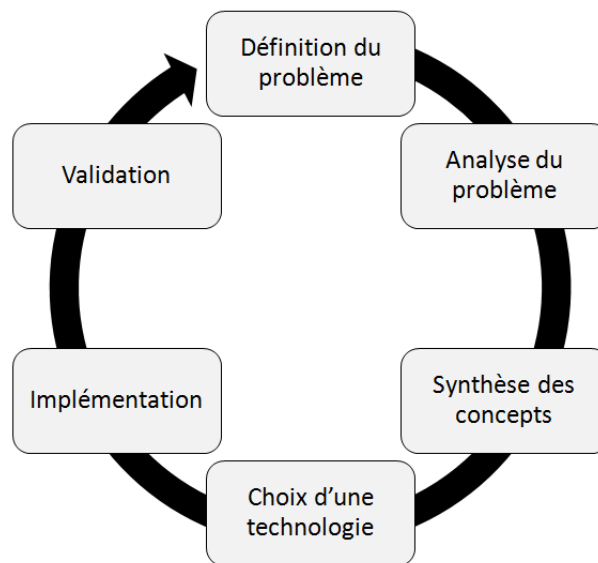 Définition du
problème
Analyse du
problème
Synthèse des
concepts
Choix d’une
technologie
Implémentation
Validation